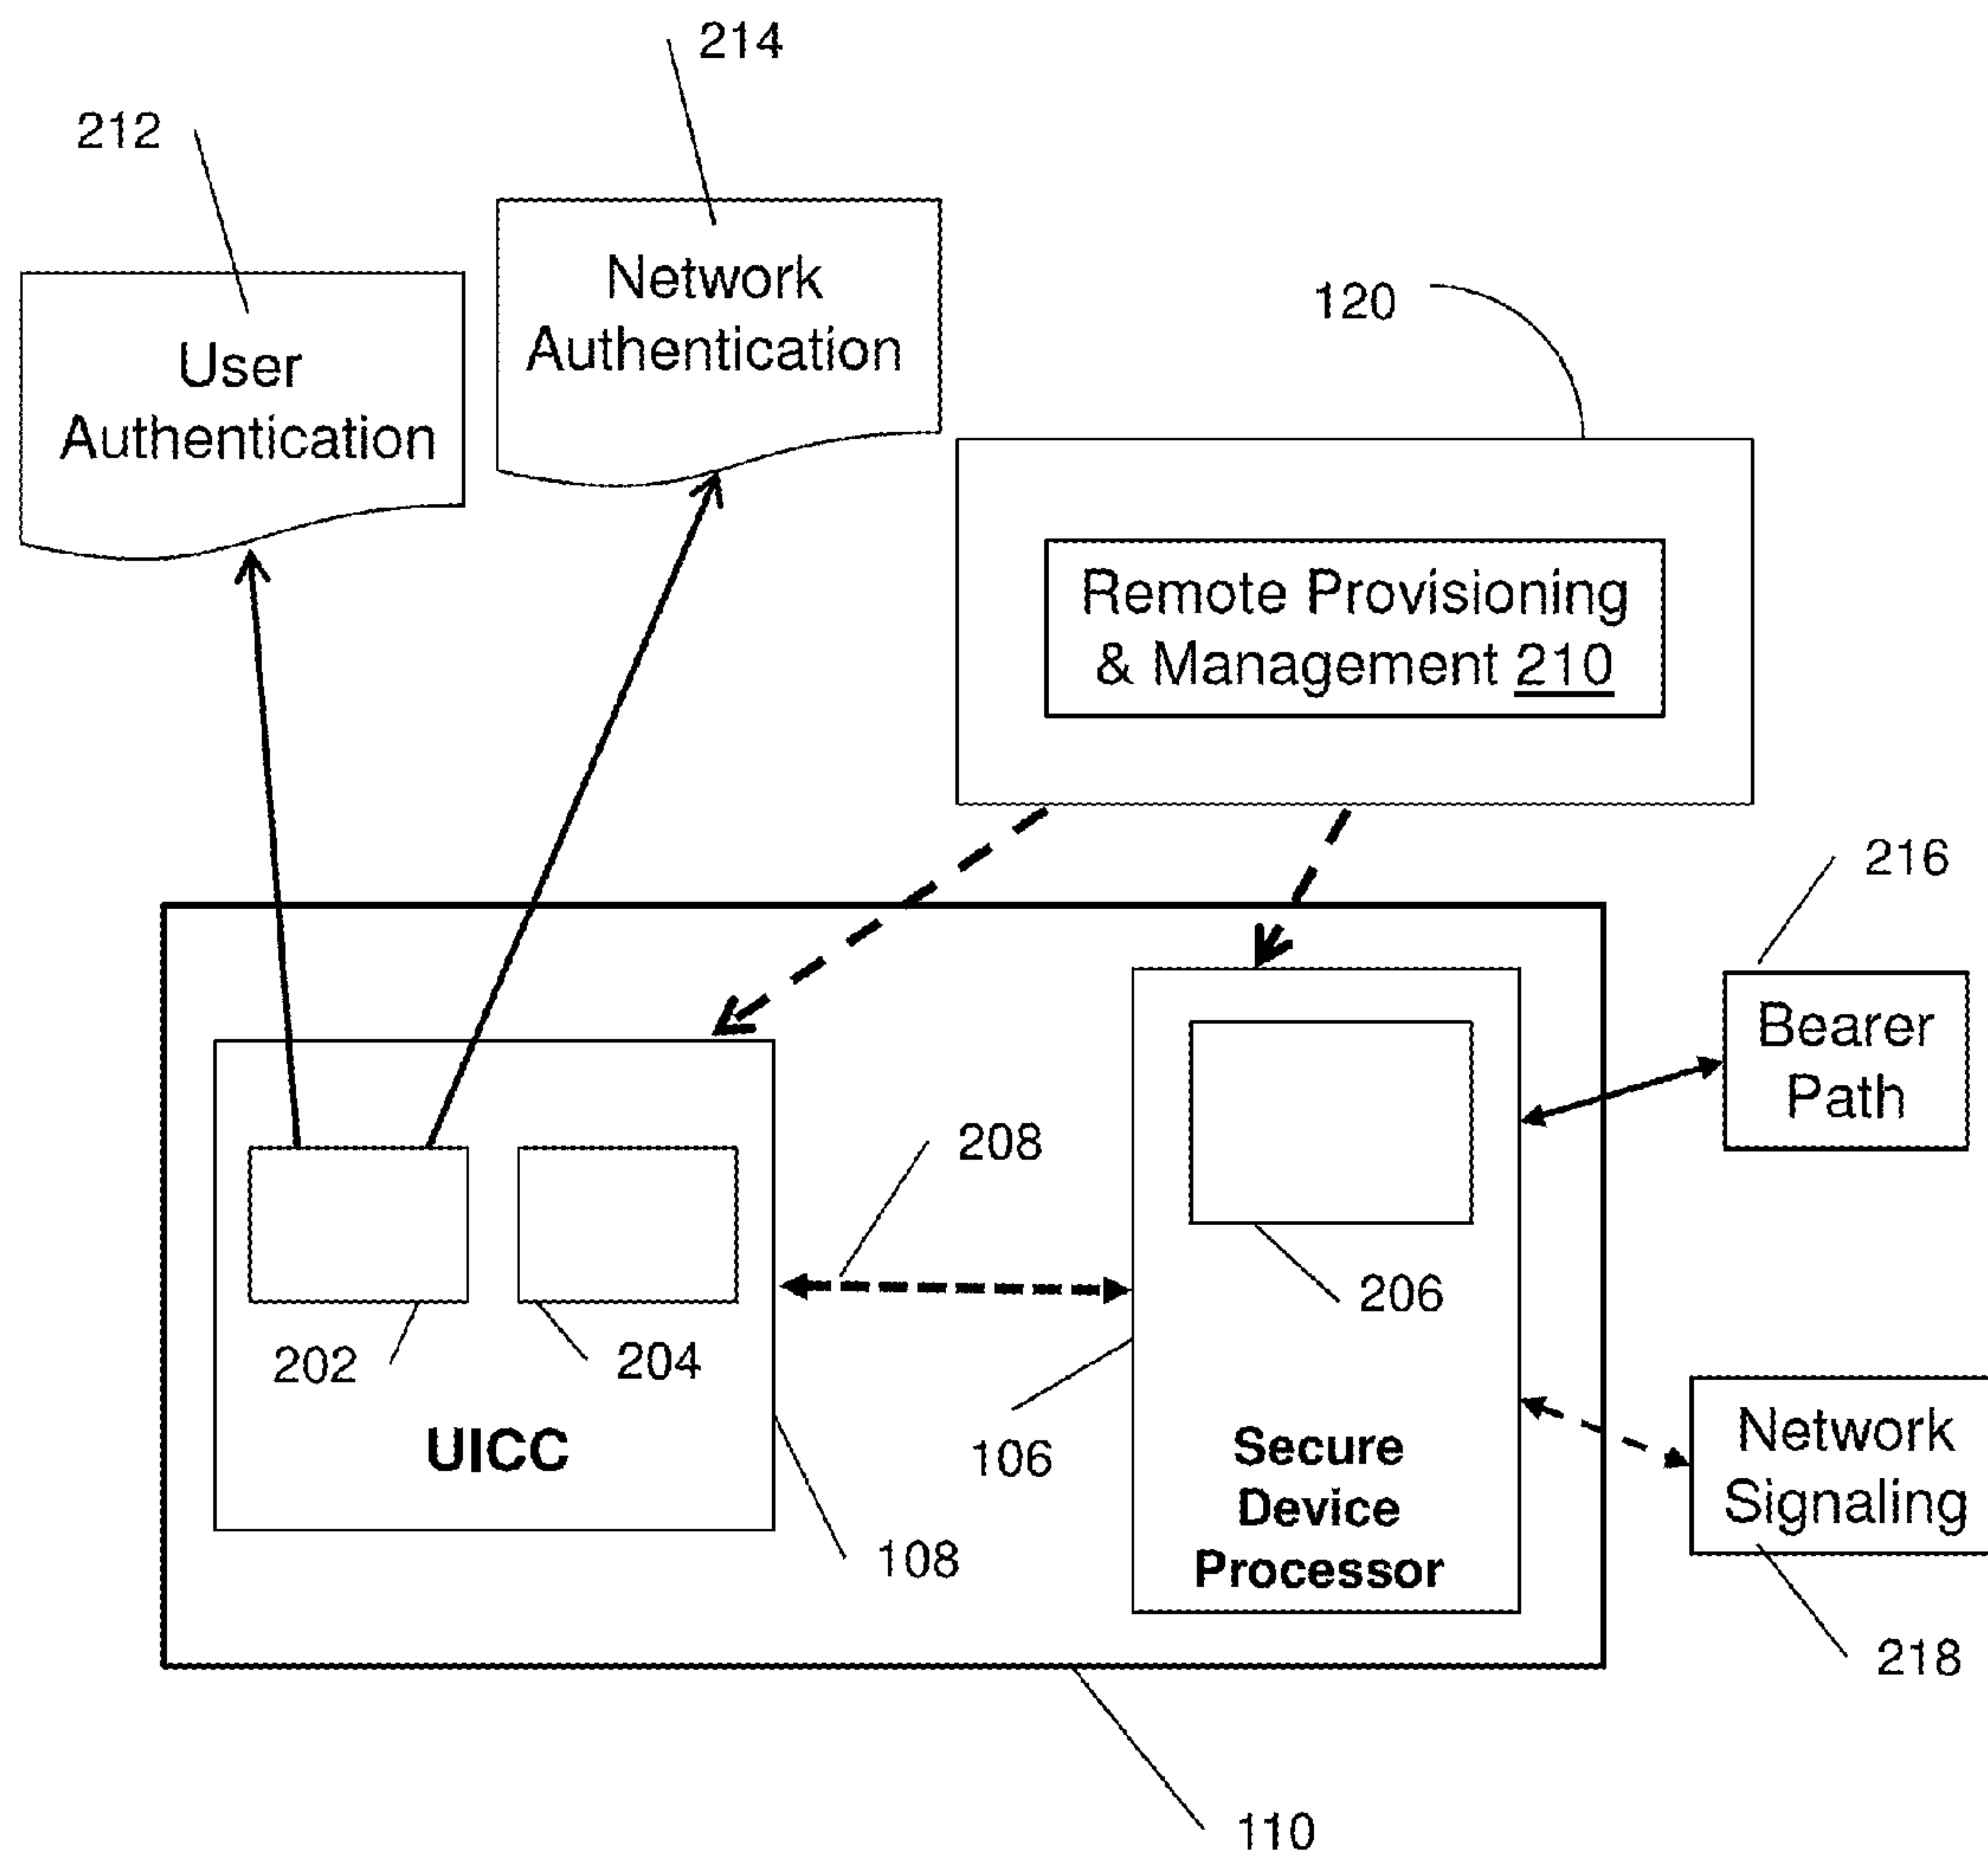 214
212
Network
Authentication
User
Authentication
120
Remote Provisioning
& Management 210
216
Bearer
Path
208
206
202
204
UICC
106
Secure
Device
Processor
Network
Signaling
108
218
110